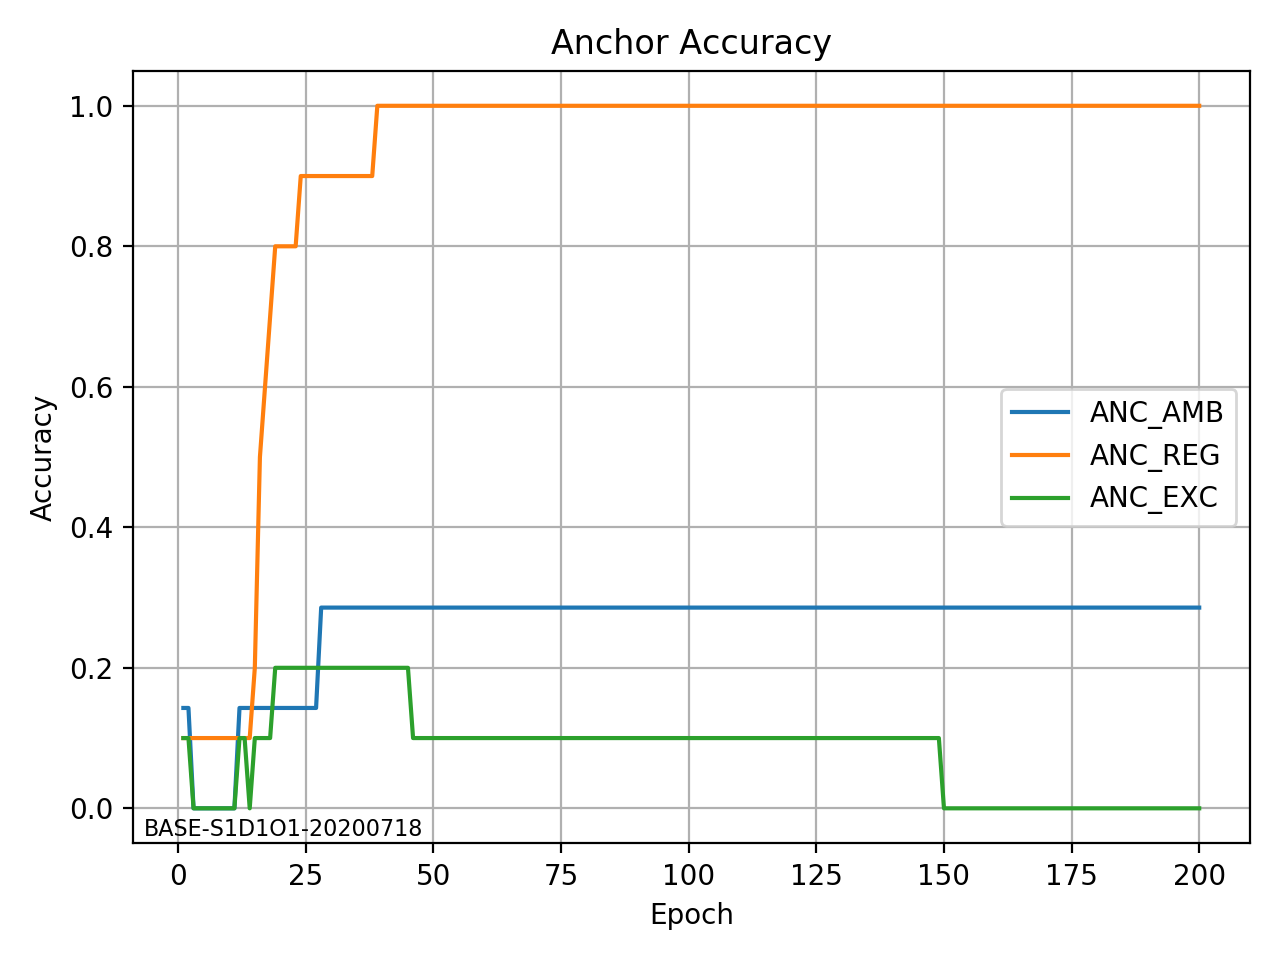 Anchor Accuracy
1.0
0.8
0.6
0.4
0.2
0.0
Accuracy
ANC_AMB
ANC_REG
ANC_EXC
BASE-S1D1O1-20200718
0 25 50 75 100 125 150 175 200
Epoch